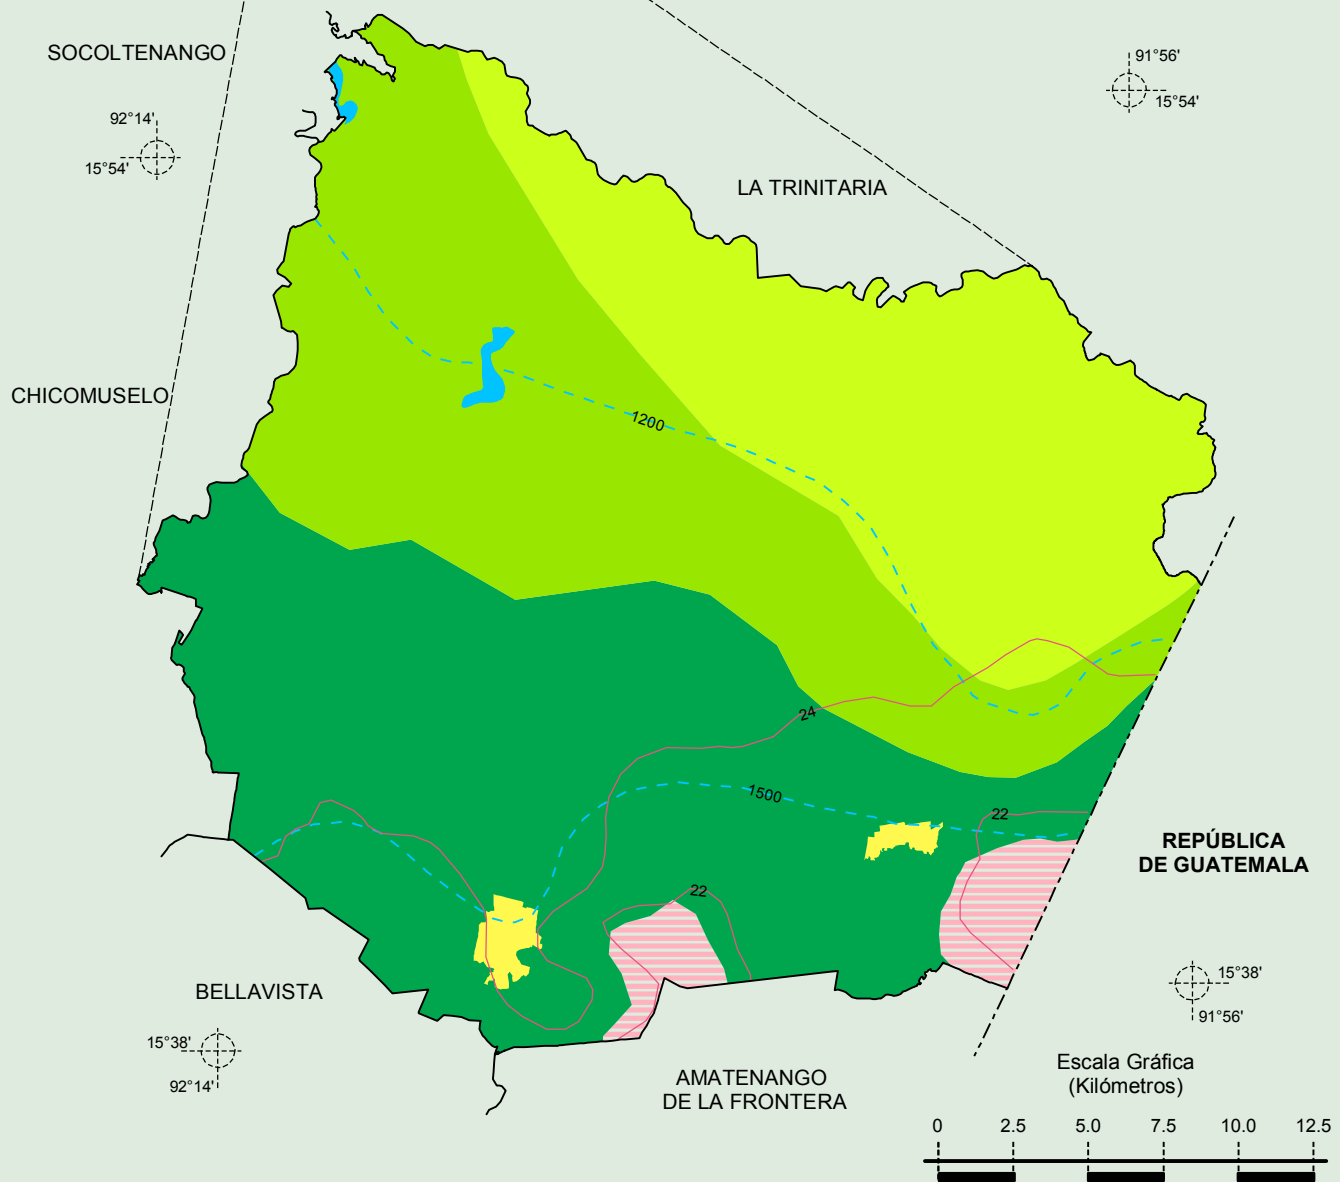 SOCOLTENANGO
91°56'
15°54'
92°14'
15°54'
LA TRINITARIA
CHICOMUSELO
1200
24
1500
22
22
REPÚBLICA
DE GUATEMALA
BELLAVISTA
15°38'
91°56'
15°38'
92°14'
AMATENANGO
DE LA FRONTERA
Escala Gráfica
(Kilómetros)
0 2.5 5.0 7.5 10.0 12.5